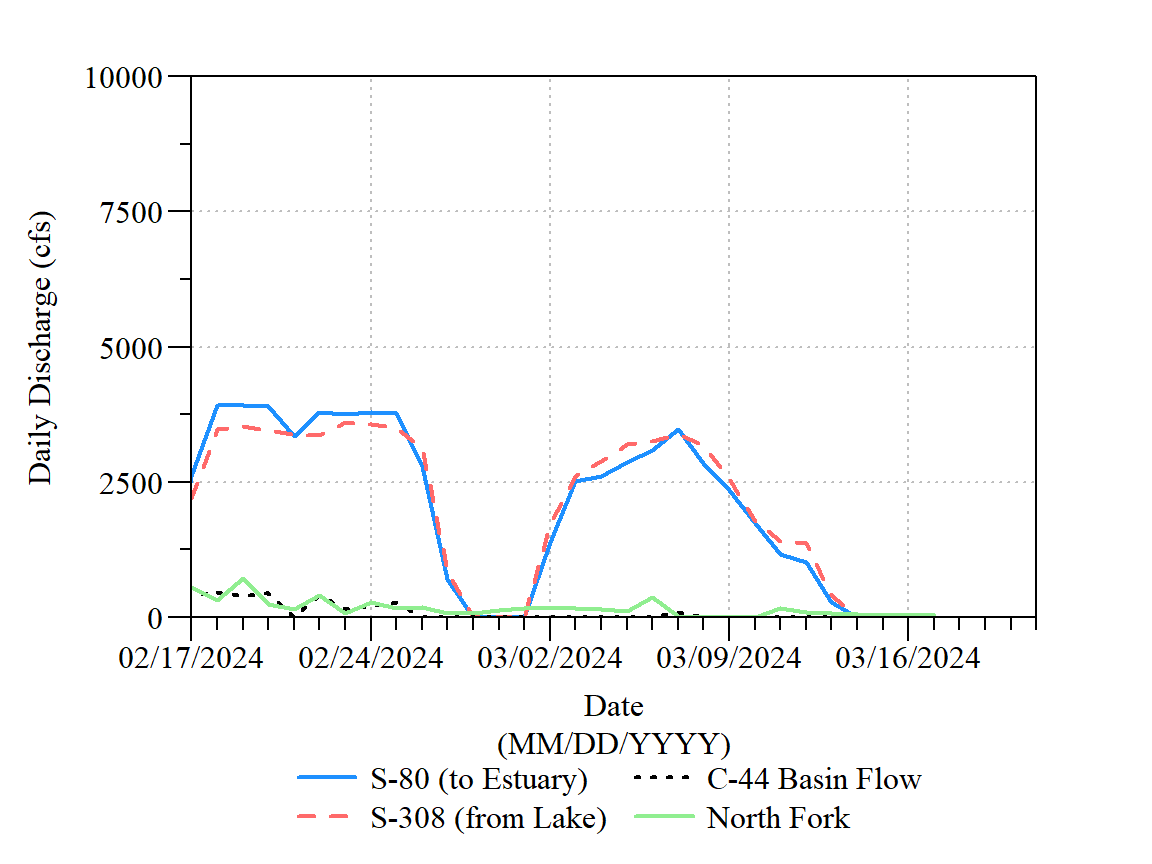 10000
7500
5000
2500
0
Daily Discharge (cfs)
02/17/2024 02/24/2024 03/02/2024 03/09/2024 03/16/2024
Date
(MM/DD/YYYY)
S-80 (to Estuary) C-44 Basin Flow
S-308 (from Lake) North Fork